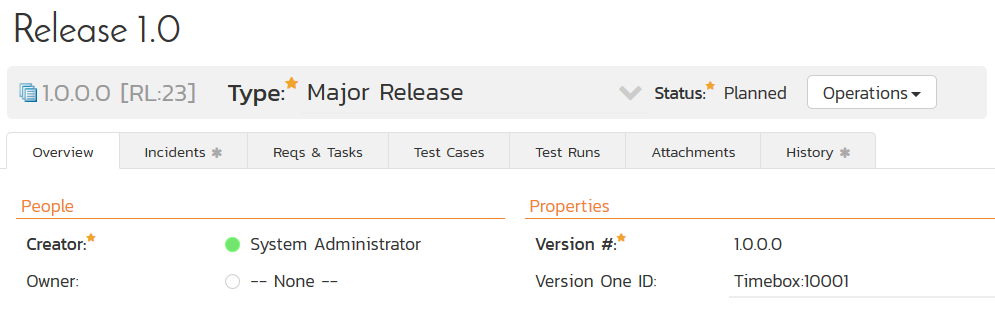 Release 1.0
1.0.0.0 [RL:23] Type: Major Release Status: Planned Operations
Overview Incidents Reqs & Tasks Test Cases Test Runs Attachments History
People Properties
Creator: System Administrator Version #: 1.0.0.0
Owner: -- None -- Version One ID: Timebox:10001